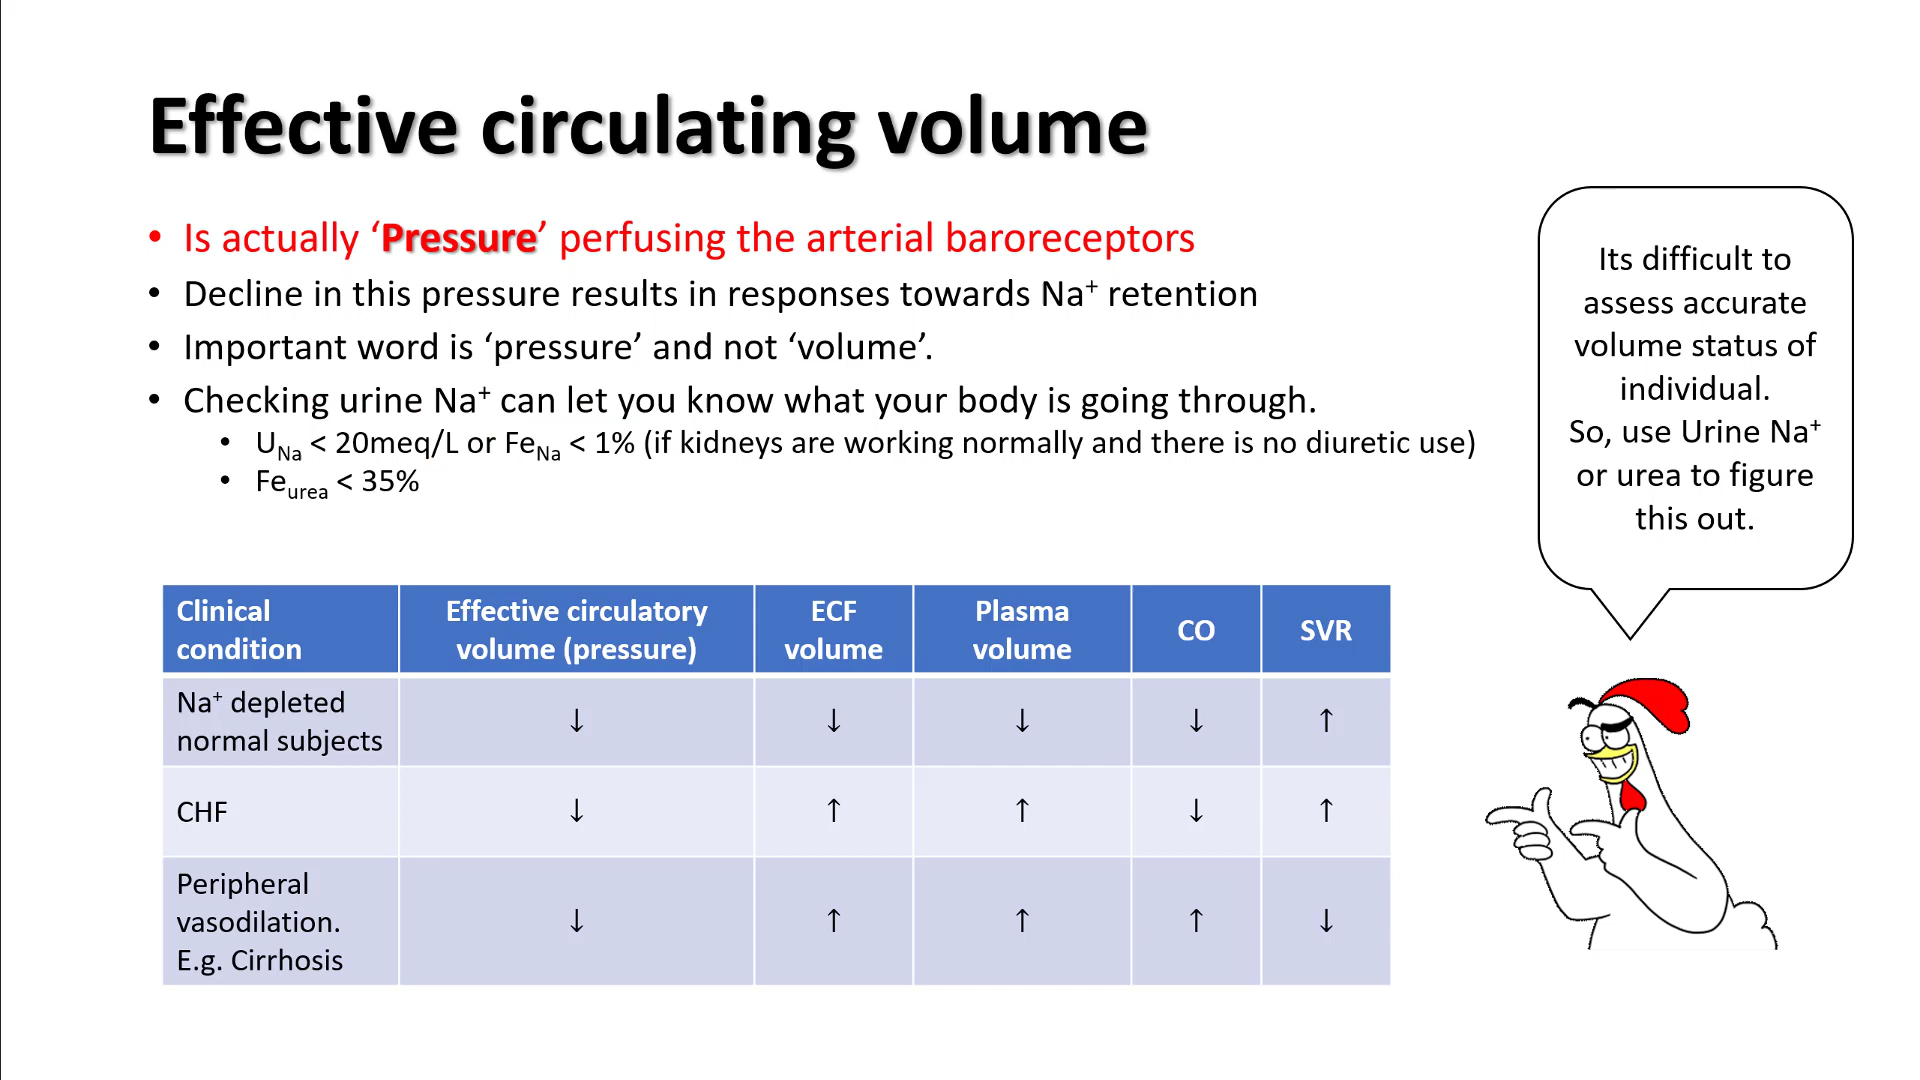 Effective circulating volume
• Is actually ‘Pressure’ perfusing the arterial baroreceptors
• Decline in this pressure results in responses towards Na⁺ retention
• Important word is ‘pressure’ and not ‘volume’.
• Checking urine Na⁺ can let you know what your body is going through.
• U_Na < 20meq/L or Fe_Na < 1% (if kidneys are working normally and there is no diuretic use)
• Fe_urea < 35%
Its difficult to
assess accurate
volume status of
individual.
So, use Urine Na⁺
or urea to figure
this out.
Clinical
condition
Effective circulatory
volume (pressure)
ECF
volume
Plasma
volume
CO
SVR
Na⁺ depleted
normal subjects
↓ ↓ ↓ ↓ ↑
CHF
↓ ↑ ↑ ↓ ↑
Peripheral
vasodilation.
E.g. Cirrhosis
↓ ↑ ↑ ↑ ↓